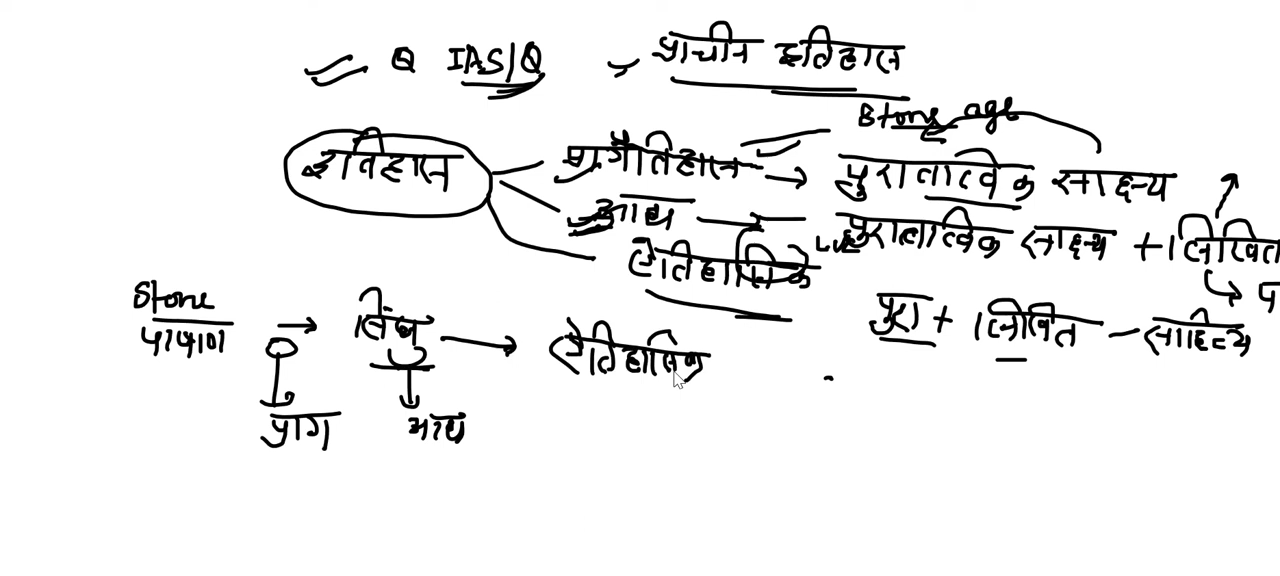 Q IAS/Q प्राचीन इतिहास
Stone age
इतिहास प्रागैतिहास → पुरातात्विक साक्ष्य
आद्य → पुरातात्विक साक्ष्य + लिखित
ऐतिहासिक
पुरा + लिखित - साहित्य
Stone
पाषाण → सिंधु → ऐतिहासिक
प्राग आद्य